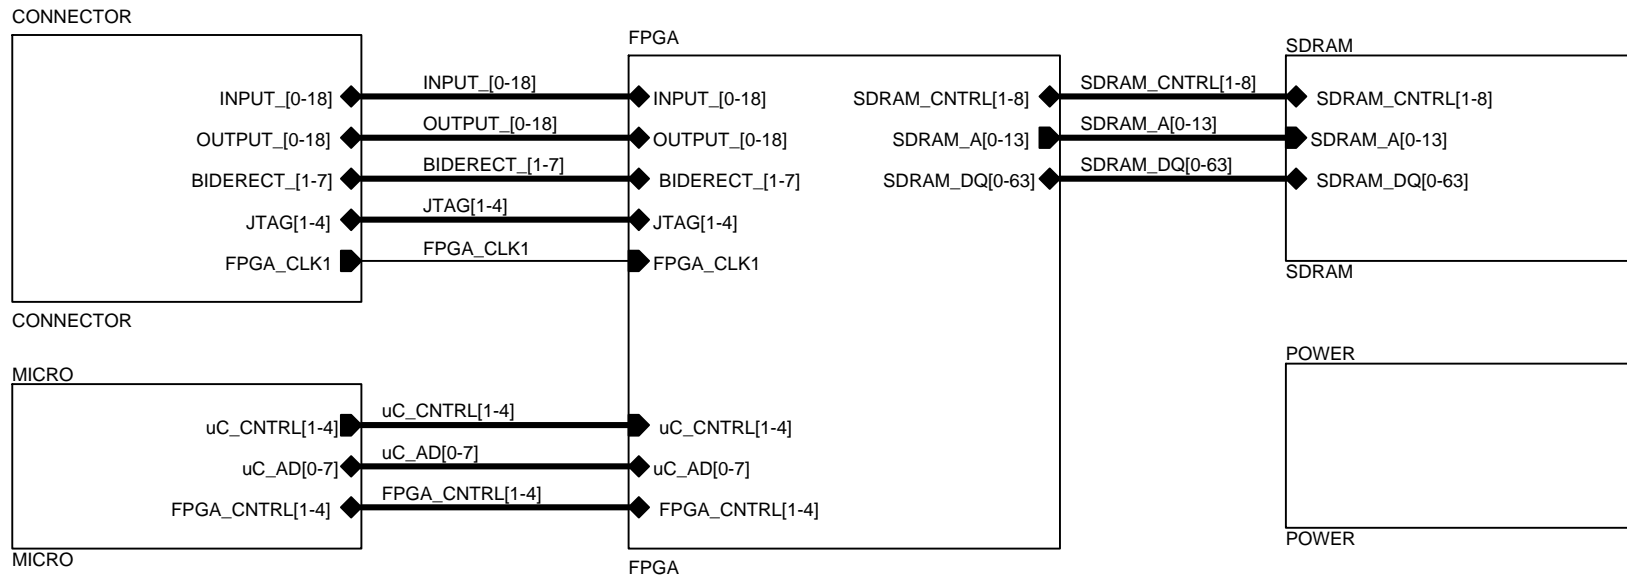 CONNECTOR
INPUT_[0-18]
OUTPUT_[0-18]
BIDERECT_[1-7]
JTAG[1-4]
FPGA_CLK1
CONNECTOR
INPUT_[0-18]
OUTPUT_[0-18]
BIDERECT_[1-7]
JTAG[1-4]
FPGA_CLK1
MICRO
uC_CNTRL[1-4]
uC_AD[0-7]
FPGA_CNTRL[1-4]
MICRO
uC_CNTRL[1-4]
uC_AD[0-7]
FPGA_CNTRL[1-4]
FPGA
INPUT_[0-18]
OUTPUT_[0-18]
BIDERECT_[1-7]
JTAG[1-4]
FPGA_CLK1
uC_CNTRL[1-4]
uC_AD[0-7]
FPGA_CNTRL[1-4]
SDRAM_CNTRL[1-8]
SDRAM_A[0-13]
SDRAM_DQ[0-63]
FPGA
SDRAM_CNTRL[1-8]
SDRAM_A[0-13]
SDRAM_DQ[0-63]
SDRAM
SDRAM_CNTRL[1-8]
SDRAM_A[0-13]
SDRAM_DQ[0-63]
SDRAM
POWER
POWER